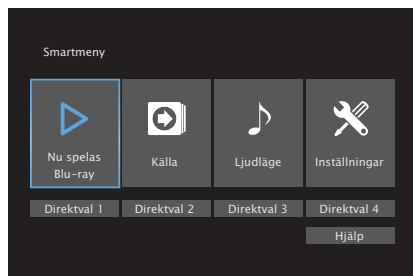 Smartmeny
Nu spelas
Blu-ray
Källa
Ljudläge
Inställningar
Direktval 1
Direktval 2
Direktval 3
Direktval 4
Hjälp